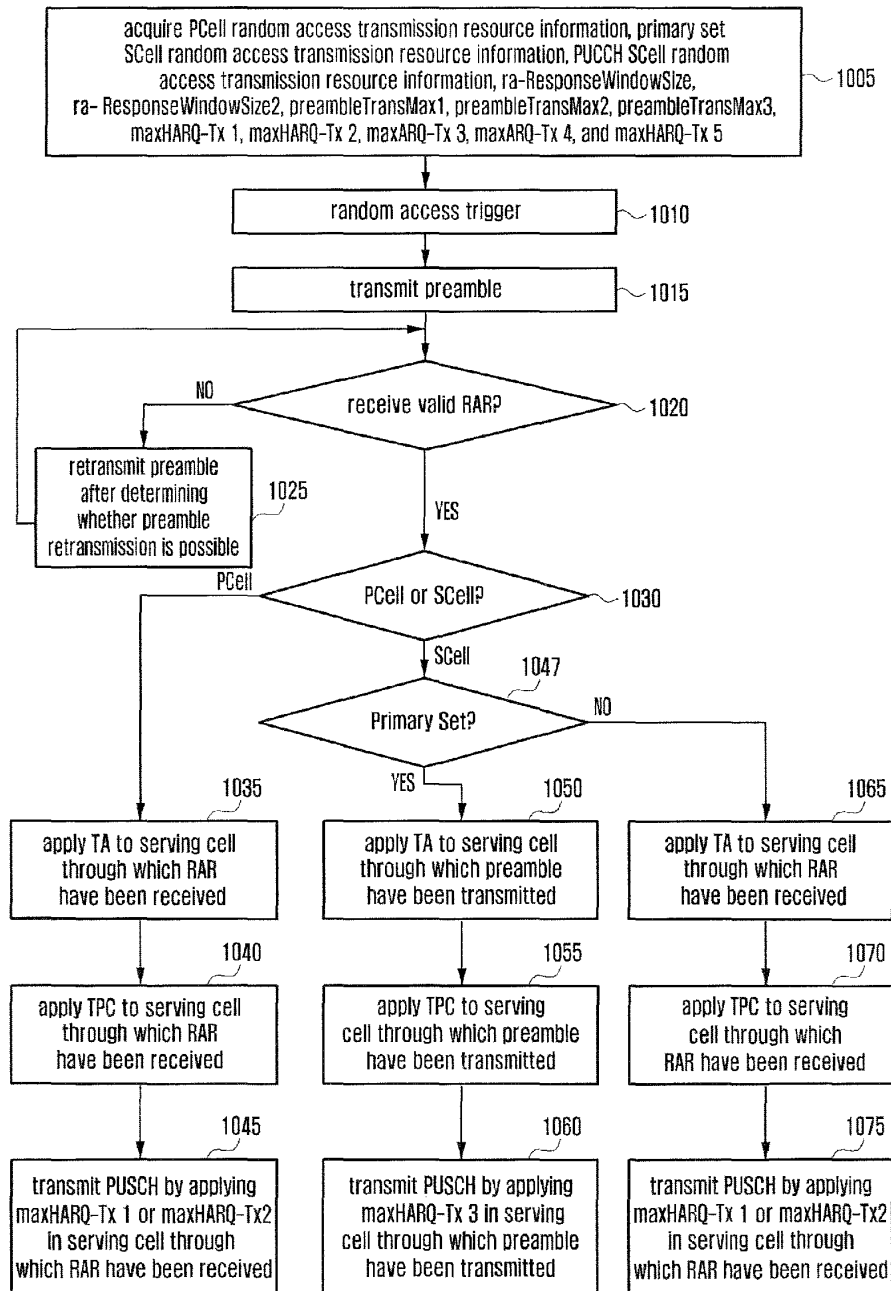 acquire PCell random access transmission resource information, primary set
SCell random access transmission resource information, PUCCH SCell random
access transmission resource information, ra-ResponseWindowSize,
ra- ResponseWindowSize2, preambleTransMax1, preambleTransMax2, preambleTransMax3,
maxHARQ-Tx 1, maxHARQ-Tx 2, maxARQ-Tx 3, maxARQ-Tx 4, and maxHARQ-Tx 5
1005
random access trigger
1010
transmit preamble
1015
NO
receive valid RAR?
1020
retransmit preamble
after determining
whether preamble
retransmission is possible
1025
YES
PCell
PCell or SCell?
1030
SCell
1047
Primary Set?
NO
YES
1035
apply TA to serving cell
through which RAR
have been received
1050
apply TA to serving cell
through which preamble
have been transmitted
1065
apply TA to serving cell
through which RAR
have been received
1040
apply TPC to serving cell
through which RAR
have been received
1055
apply TPC to serving
cell through which preamble
have been transmitted
1070
apply TPC to serving
cell through which
RAR have been received
1045
transmit PUSCH by applying
maxHARQ-Tx 1 or maxHARQ-Tx2
in serving cell through
which RAR have been received
1060
transmit PUSCH by applying
maxHARQ-Tx 3 in serving
cell through which preamble
have been transmitted
1075
transmit PUSCH by applying
maxHARQ-Tx 1 or maxHARQ-Tx2
in serving cell through
which RAR have been received